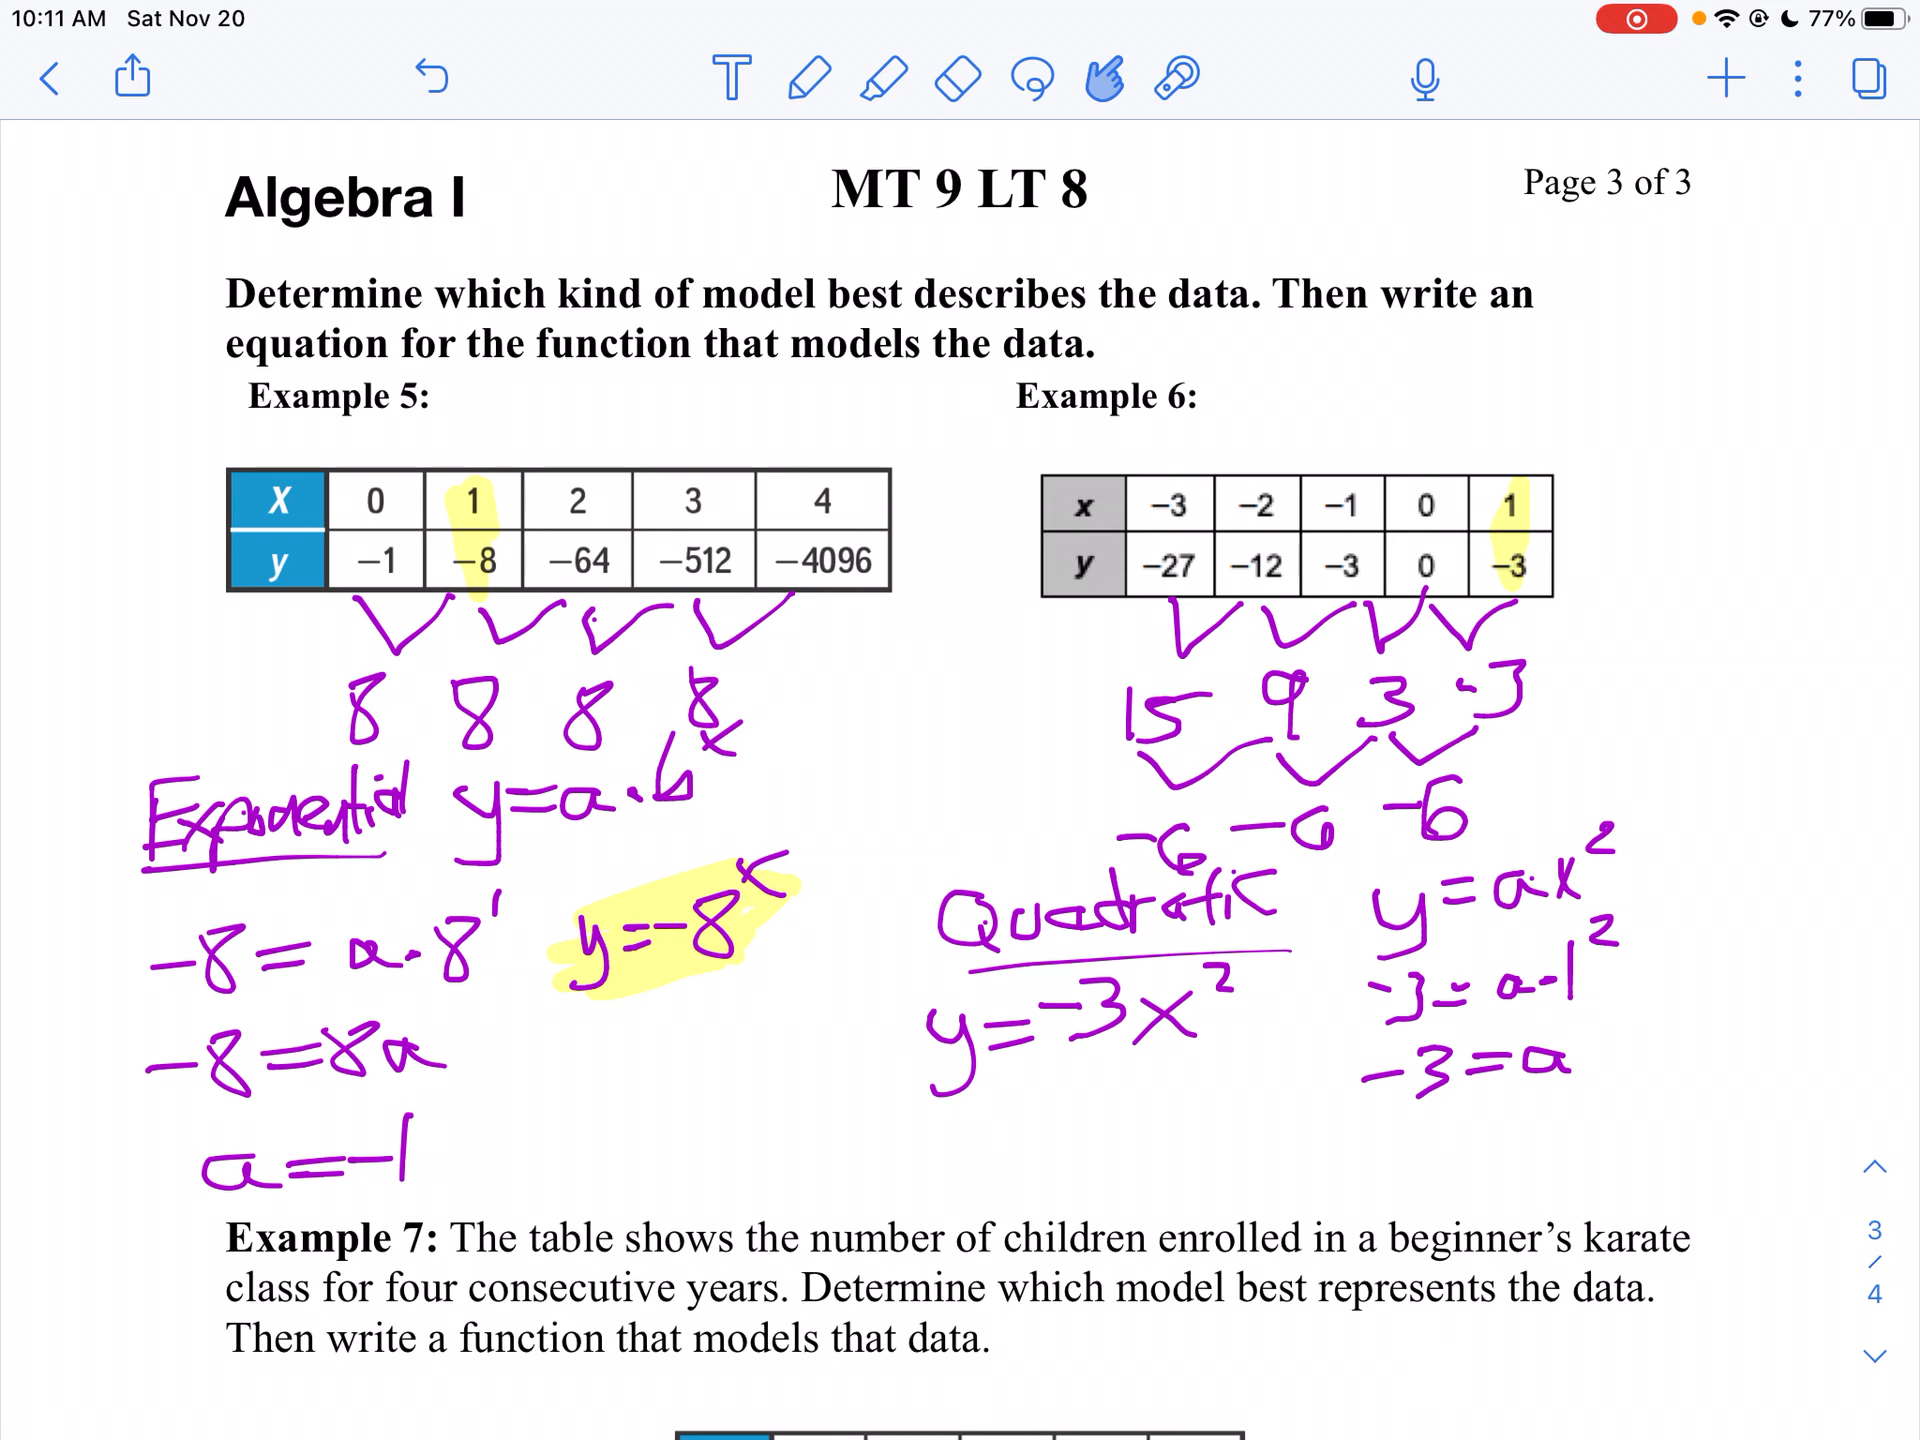 10:11 AM Sat Nov 20
77%
Algebra I
MT 9 LT 8
Page 3 of 3
Determine which kind of model best describes the data. Then write an
equation for the function that models the data.
Example 5:
Example 6:
X 0 1 2 3 4
y −1 −8 −64 −512 −4096
x −3 −2 −1 0 1
y −27 −12 −3 0 −3
8 8 8 8
15 9 3 -3
-6 -6 -6
Exponential y=a·b^x
-8=a·8^1
y=-8^x
-8=8a
a=-1
Quadratic
y=ax^2
y=-3x^2
-3=a·1^2
-3=a
Example 7: The table shows the number of children enrolled in a beginner’s karate
class for four consecutive years. Determine which model best represents the data.
Then write a function that models that data.
3
/
4